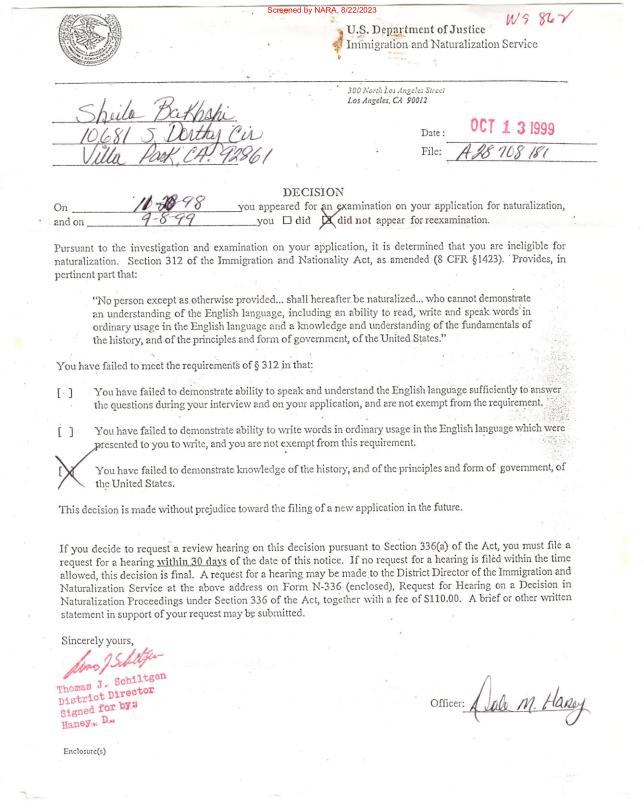 Screened by NARA, 8/22/2023
WS 862
U.S. Department of Justice
Immigration and Naturalization Service
300 North Los Angeles Street
Los Angeles, CA 90012
Sheila Bakhshi
10681 S Dorthy Cir
Villa Park, CA. 92861
Date: OCT 13 1999
File: A28 708 181
DECISION
On 11-20-98 you appeared for an examination on your application for naturalization,
and on 9-8-99 you ☐ did ☒ did not appear for reexamination.
Pursuant to the investigation and examination on your application, it is determined that you are ineligible for
naturalization. Section 312 of the Immigration and Nationality Act, as amended (8 CFR §1423). Provides, in
pertinent part that:
"No person except as otherwise provided... shall hereafter be naturalized... who cannot demonstrate
an understanding of the English language, including an ability to read, write and speak words in
ordinary usage in the English language and a knowledge and understanding of the fundamentals of
the history, and of the principles and form of government, of the United States."
You have failed to meet the requirements of § 312 in that:
[ ] You have failed to demonstrate ability to speak and understand the English language sufficiently to answer
the questions during your interview and on your application, and are not exempt from the requirement.
[ ] You have failed to demonstrate ability to write words in ordinary usage in the English language which were
presented to you to write, and you are not exempt from this requirement.
[X] You have failed to demonstrate knowledge of the history, and of the principles and form of government, of
the United States.
This decision is made without prejudice toward the filing of a new application in the future.
If you decide to request a review hearing on this decision pursuant to Section 336(a) of the Act, you must file a
request for a hearing within 30 days of the date of this notice. If no request for a hearing is filed within the time
allowed, this decision is final. A request for a hearing may be made to the District Director of the Immigration and
Naturalization Service at the above address on Form N-336 (enclosed), Request for Hearing on a Decision in
Naturalization Proceedings under Section 336 of the Act, together with a fee of $110.00. A brief or other written
statement in support of your request may be submitted.
Sincerely yours,
Thomas J. Schiltgen
Thomas J. Schiltgen
District Director
Signed for by:
Haney, D.
Officer: Dale M. Haney
Enclosure(s)